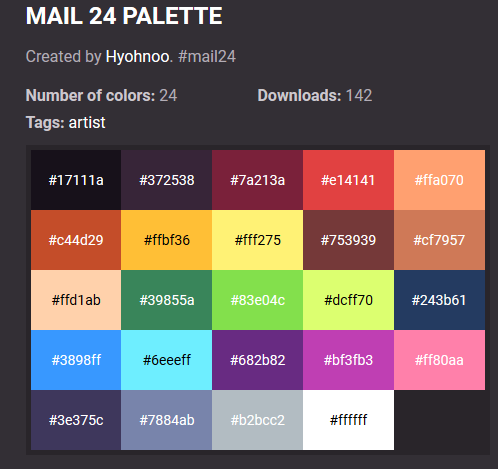 MAIL 24 PALETTE
Created by Hyohnoo. #mail24
Number of colors: 24 Downloads: 142
Tags: artist
#17111a #372538 #7a213a #e14141 #ffa070
#c44d29 #ffbf36 #fff275 #753939 #cf7957
#ffd1ab #39855a #83e04c #dcff70 #243b61
#3898ff #6eeeff #682b82 #bf3fb3 #ff80aa
#3e375c #7884ab #b2bcc2 #ffffff